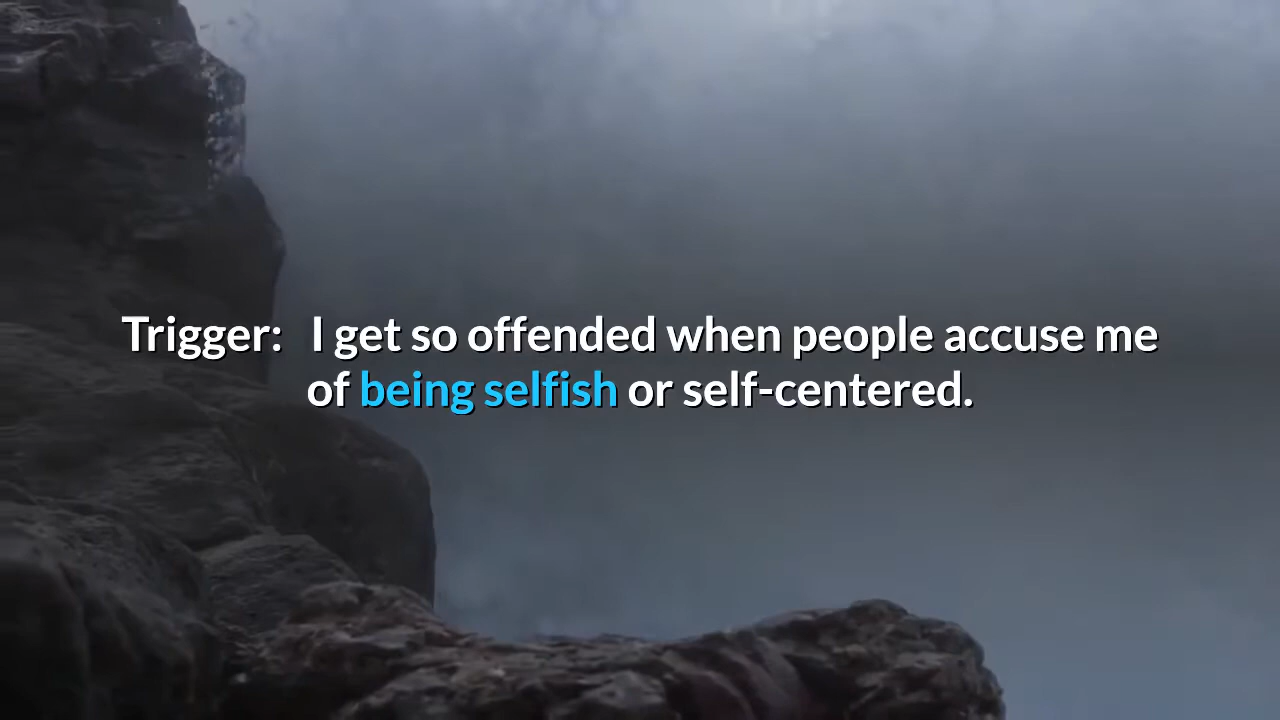 Trigger: I get so offended when people accuse me
of being selfish or self-centered.